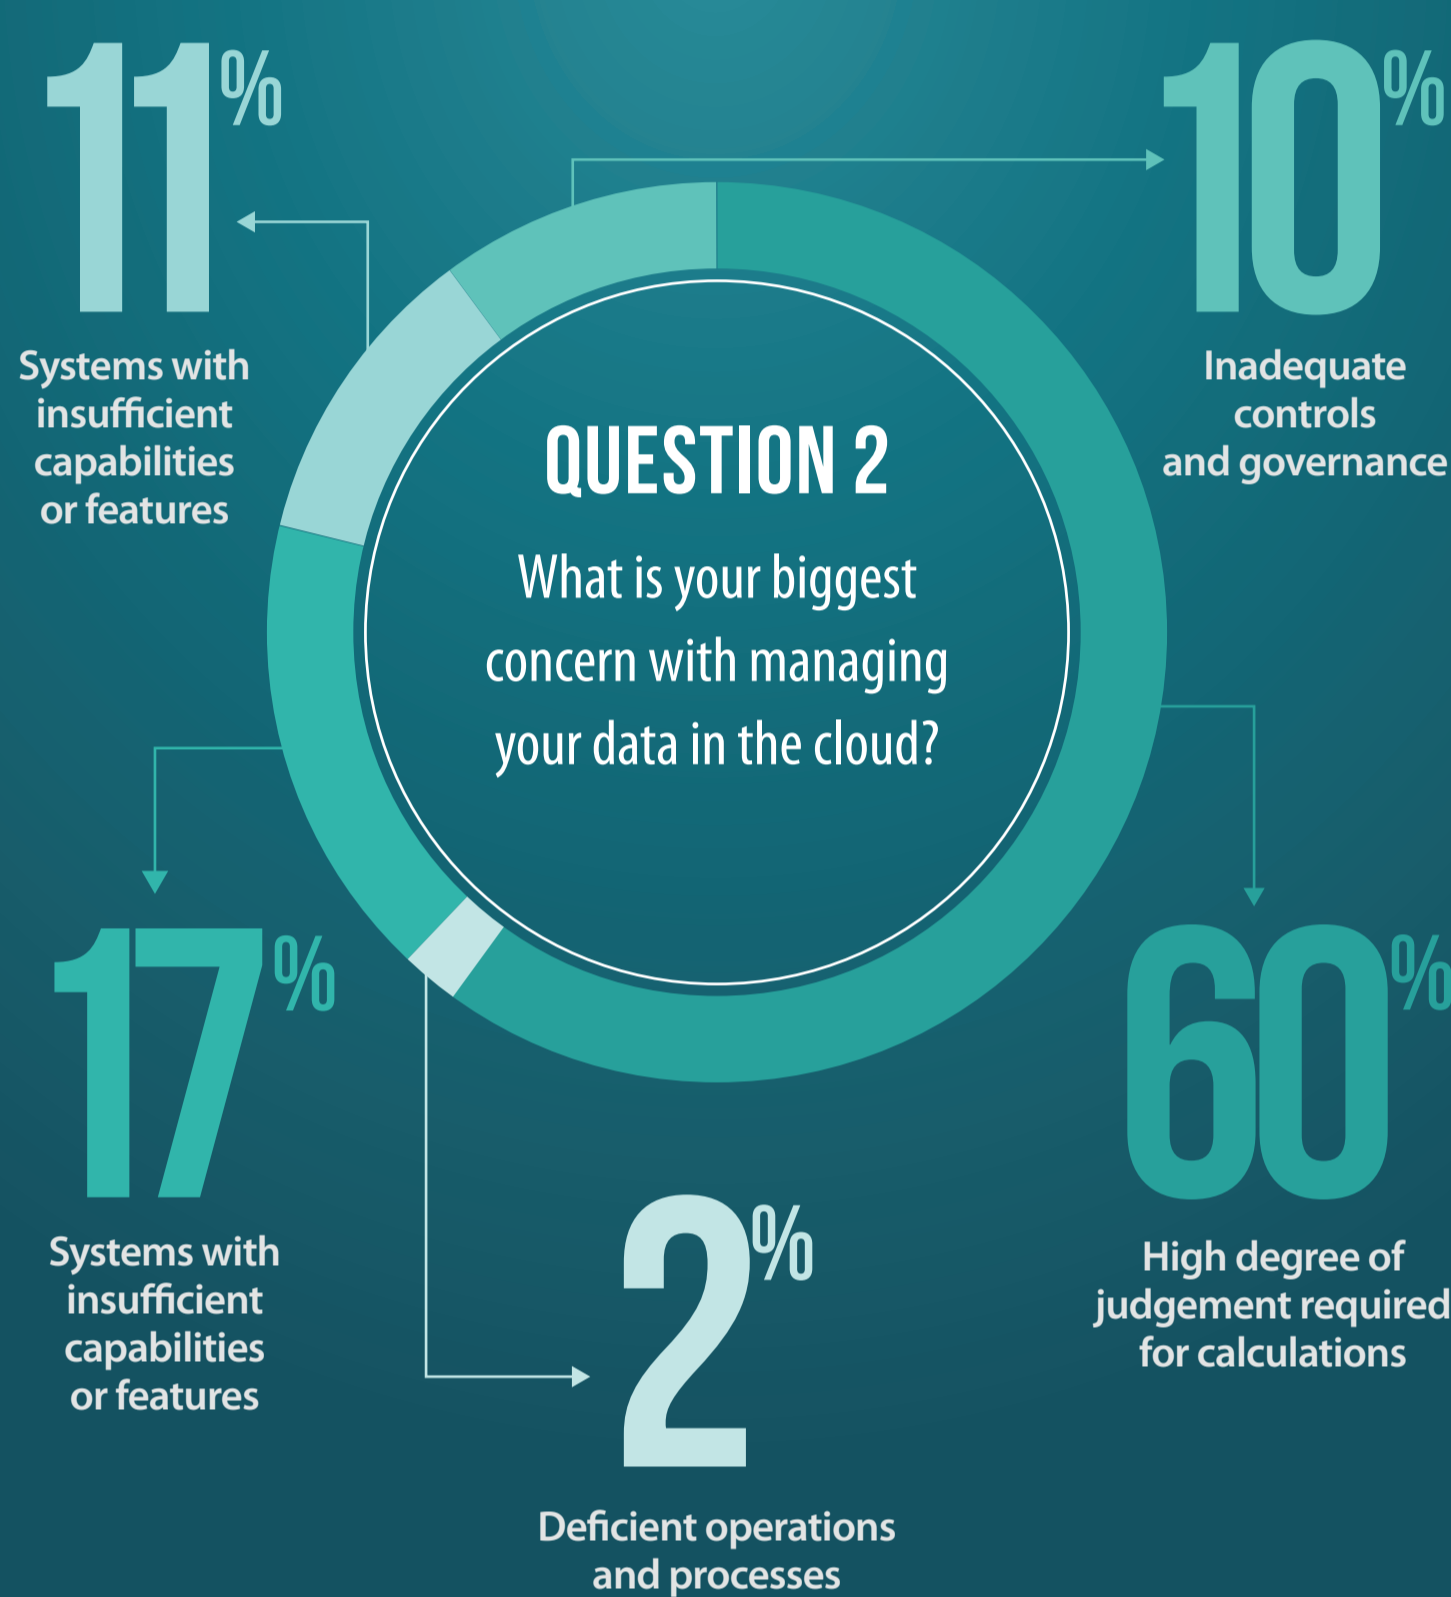 11%
Systems with
insufficient
capabilities
or features
10%
Inadequate
controls
and governance
QUESTION 2
What is your biggest
concern with managing
your data in the cloud?
17%
Systems with
insufficient
capabilities
or features
2%
Deficient operations
and processes
60%
High degree of
judgement required
for calculations